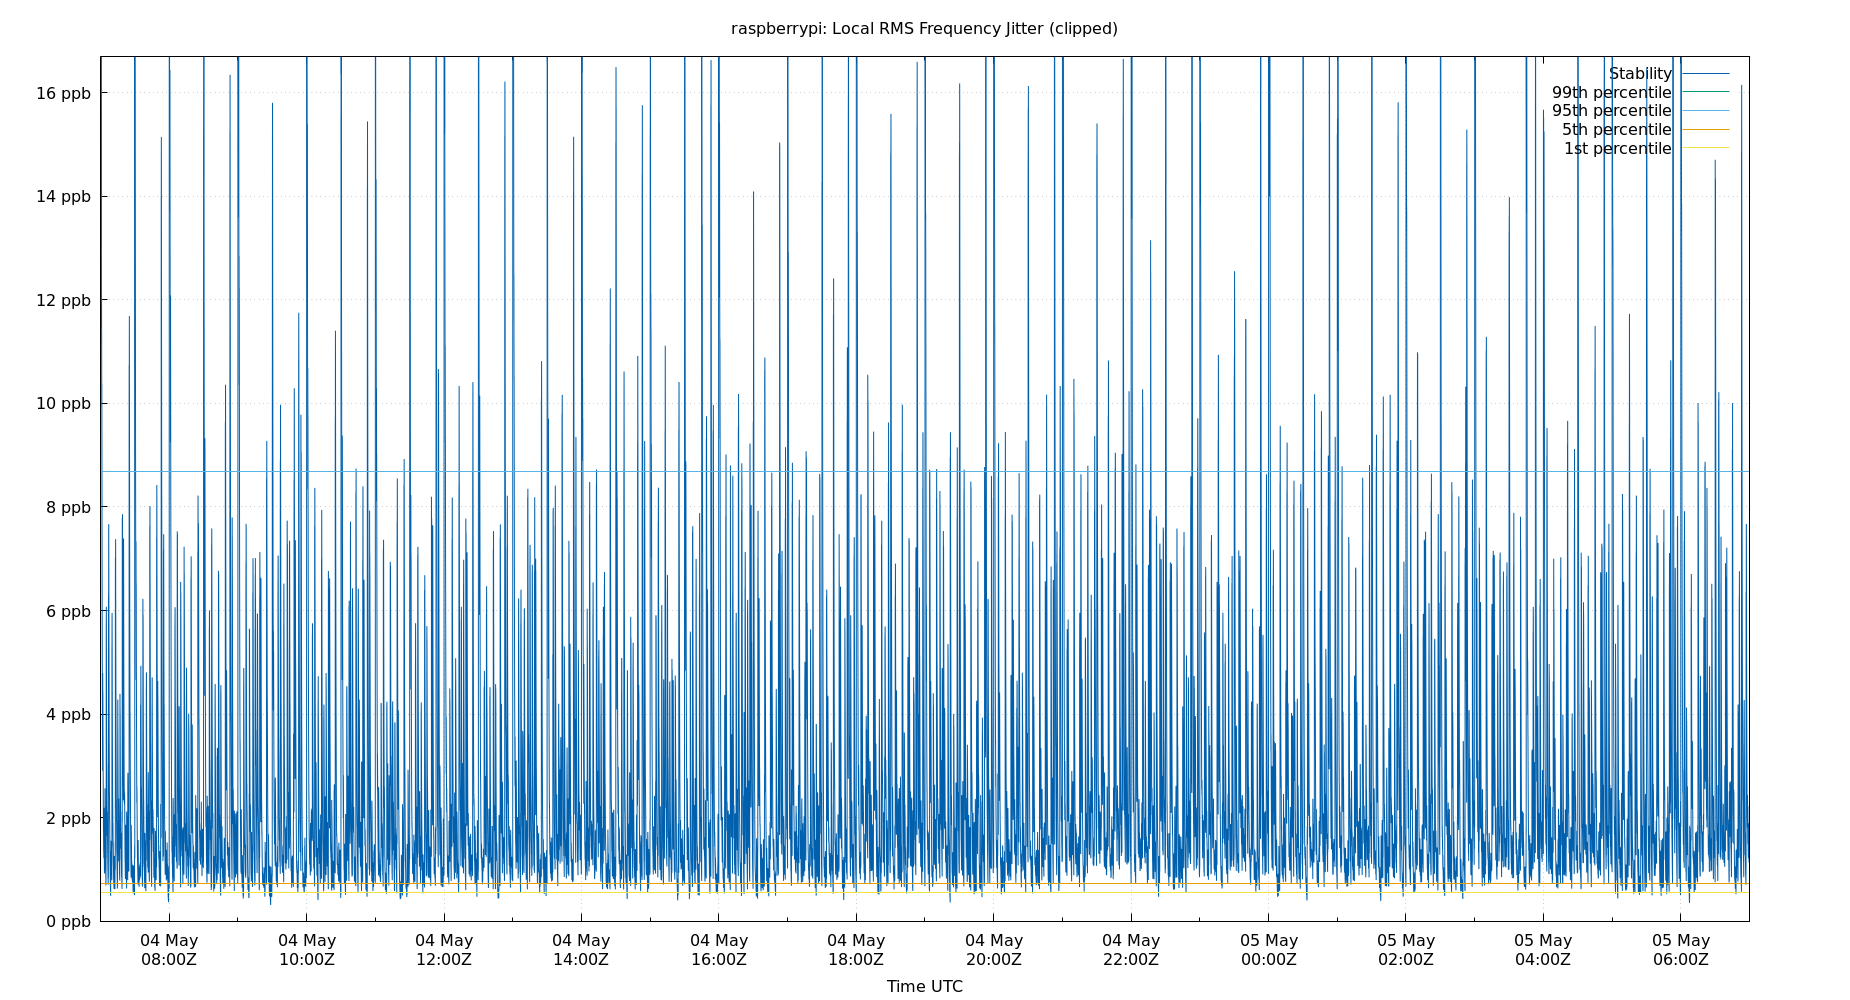 raspberrypi: Local RMS Frequency Jitter (clipped)
Stability
99th percentile
95th percentile
5th percentile
1st percentile
16 ppb
14 ppb
12 ppb
10 ppb
8 ppb
6 ppb
4 ppb
2 ppb
0 ppb
04 May 04 May 04 May 04 May 04 May 04 May 04 May 04 May 05 May 05 May 05 May 05 May
08:00Z 10:00Z 12:00Z 14:00Z 16:00Z 18:00Z 20:00Z 22:00Z 00:00Z 02:00Z 04:00Z 06:00Z
Time UTC